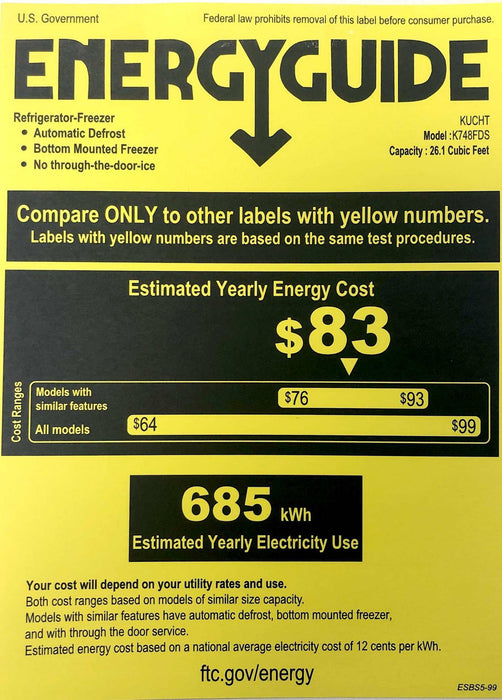 U.S. Government
Federal law prohibits removal of this label before consumer purchase.
ENERGYGUIDE
Refrigerator-Freezer
• Automatic Defrost
• Bottom Mounted Freezer
• No through-the-door-ice
KUCHT
Model :K748FDS
Capacity : 26.1 Cubic Feet
Compare ONLY to other labels with yellow numbers.
Labels with yellow numbers are based on the same test procedures.
Estimated Yearly Energy Cost
$83
Cost Ranges
Models with
similar features
$76 $93
All models
$64 $99
685 kWh
Estimated Yearly Electricity Use
Your cost will depend on your utility rates and use.
Both cost ranges based on models of similar size capacity.
Models with similar features have automatic defrost, bottom mounted freezer,
and with through the door service.
Estimated energy cost based on a national average electricity cost of 12 cents per kWh.
ftc.gov/energy
ESBS5-99